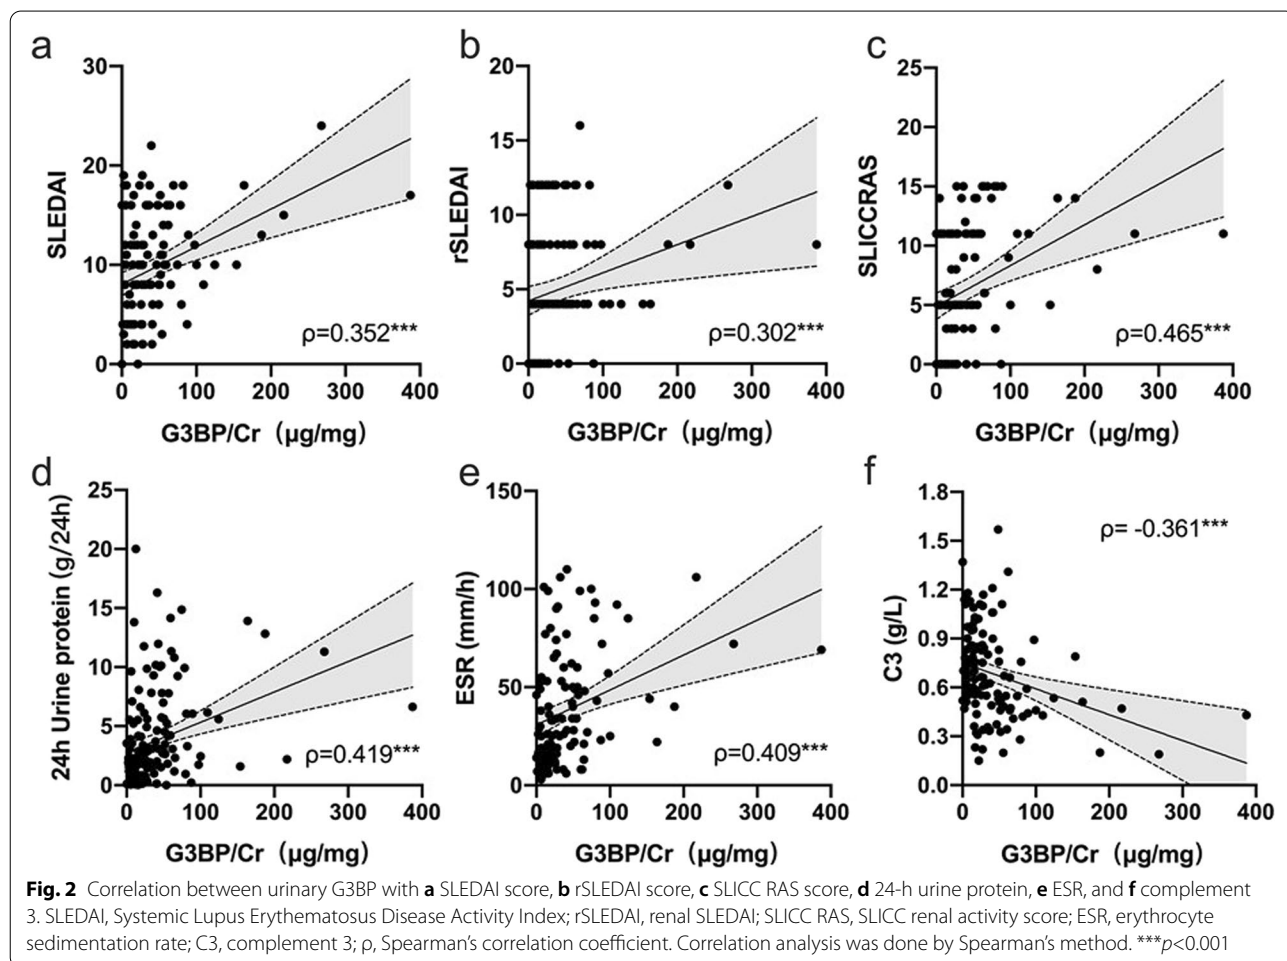 a
SLEDAI
30
20
10
0
ρ=0.352***
0 100 200 300 400
G3BP/Cr (μg/mg)
b
rSLEDAI
20
15
10
5
0
ρ=0.302***
0 100 200 300 400
G3BP/Cr (μg/mg)
c
SLICCRAS
25
20
15
10
5
0
ρ=0.465***
0 100 200 300 400
G3BP/Cr (μg/mg)
d
24h Urine protein (g/24h)
25
20
15
10
5
0
ρ=0.419***
0 100 200 300 400
G3BP/Cr (μg/mg)
e
ESR (mm/h)
150
100
50
0
ρ=0.409***
0 100 200 300 400
G3BP/Cr (μg/mg)
f
C3 (g/L)
1.8
1.5
1.2
0.9
0.6
0.3
0.0
ρ= -0.361***
0 100 200 300 400
G3BP/Cr (μg/mg)
Fig. 2 Correlation between urinary G3BP with a SLEDAI score, b rSLEDAI score, c SLICC RAS score, d 24-h urine protein, e ESR, and f complement
3. SLEDAI, Systemic Lupus Erythematosus Disease Activity Index; rSLEDAI, renal SLEDAI; SLICC RAS, SLICC renal activity score; ESR, erythrocyte
sedimentation rate; C3, complement 3; ρ, Spearman's correlation coefficient. Correlation analysis was done by Spearman's method. ***p<0.001